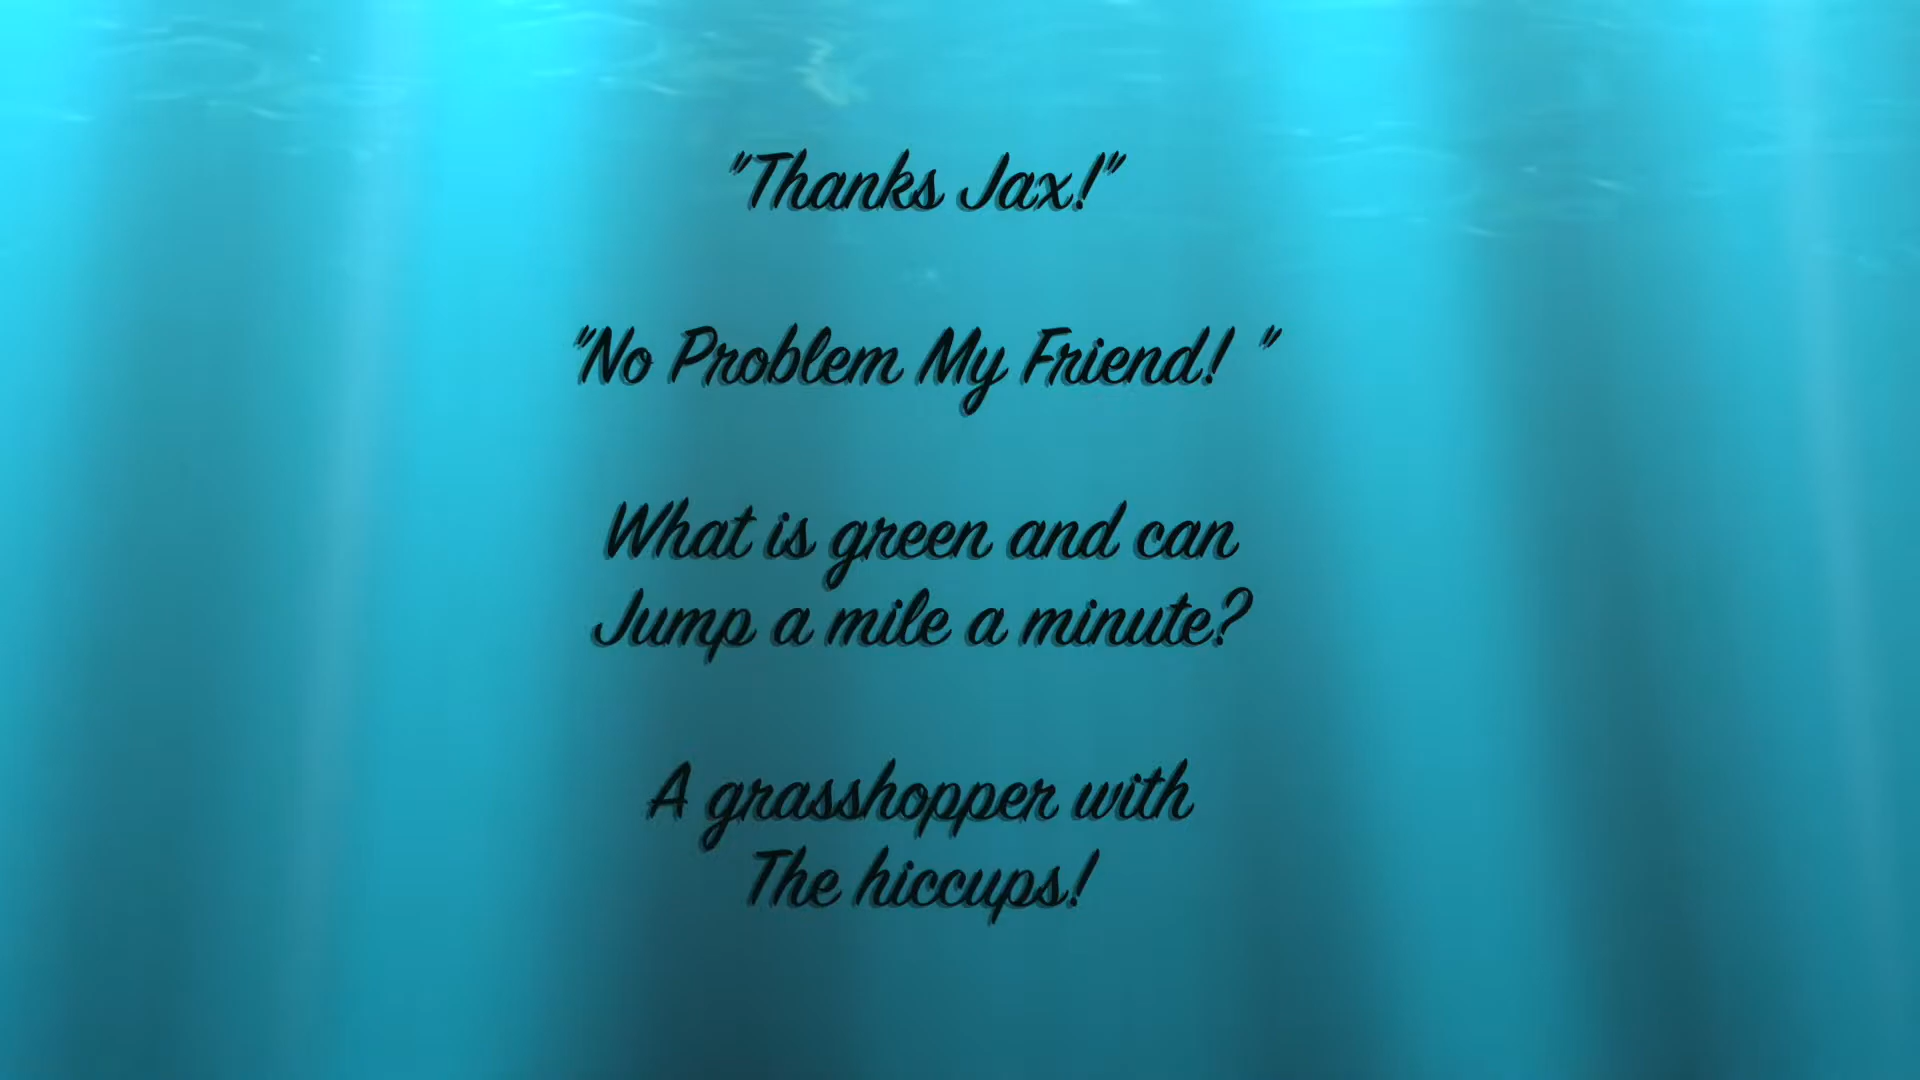 "Thanks Jax!"
"No Problem My Friend! "
What is green and can
Jump a mile a minute?
A grasshopper with
The hiccups!